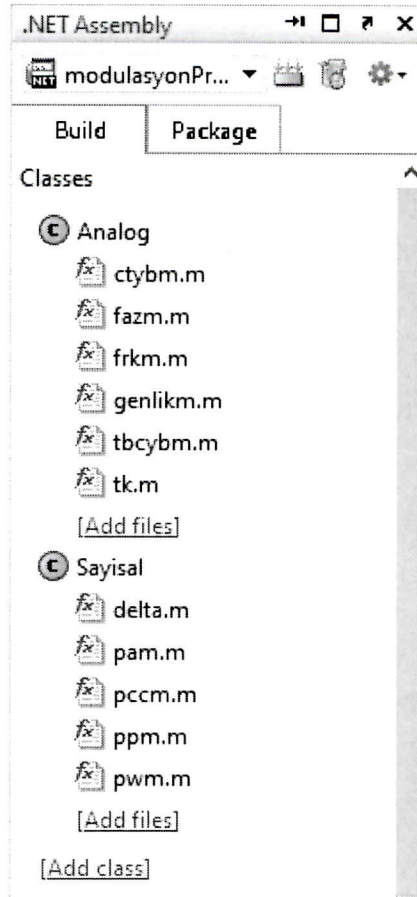 .NET Assembly
modulasyonPr...
Build Package
Classes
Analog
ctybm.m
fazm.m
frkm.m
genlikm.m
tbcybm.m
tk.m
[Add files]
Sayisal
delta.m
pam.m
pccm.m
ppm.m
pwm.m
[Add files]
[Add class]